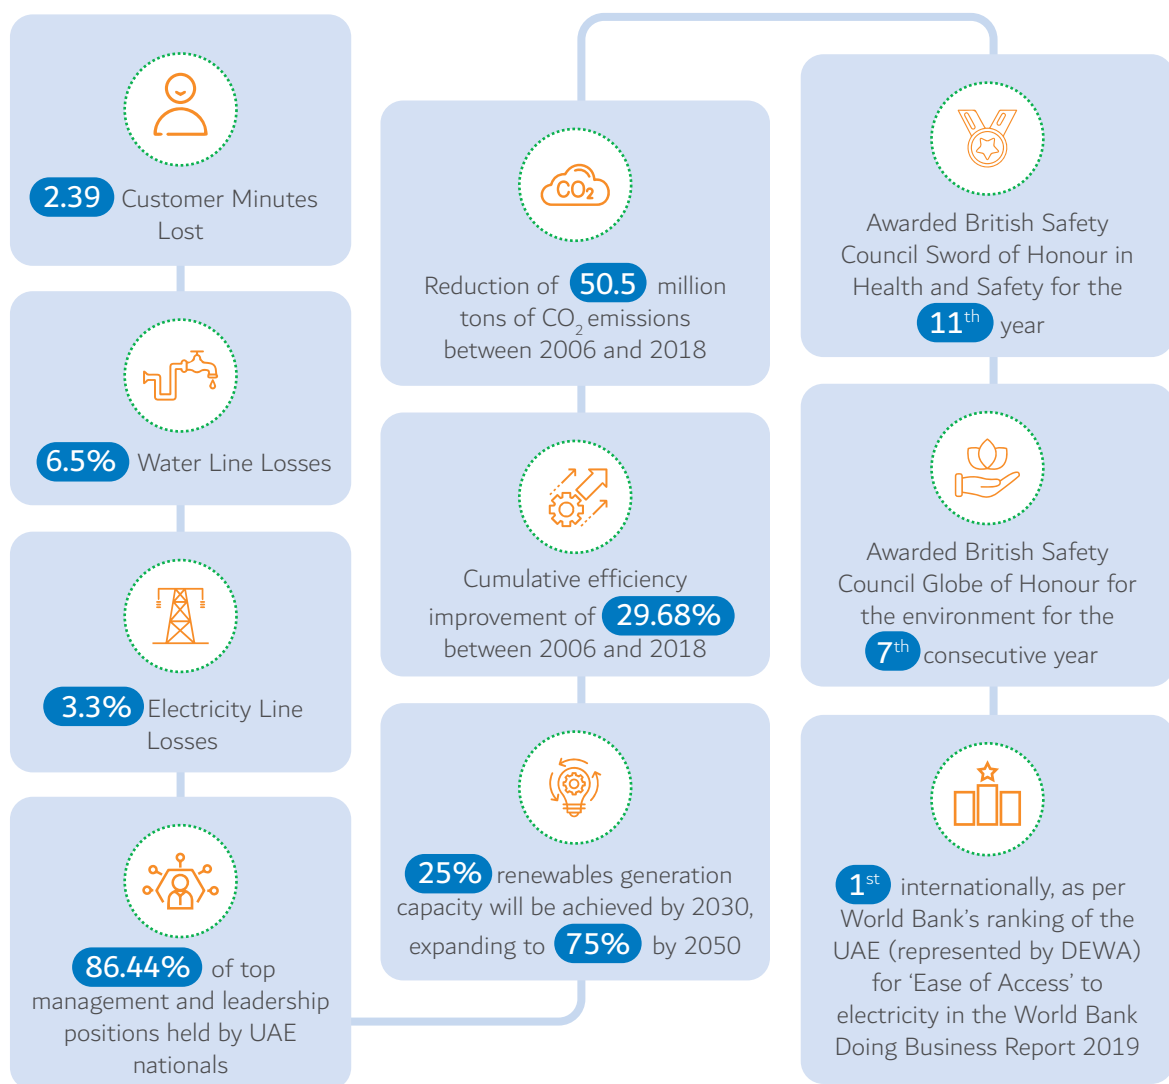 2.39 Customer Minutes
Lost
6.5% Water Line Losses
3.3% Electricity Line
Losses
86.44% of top
management and leadership
positions held by UAE
nationals
CO₂
Reduction of 50.5 million
tons of CO₂ emissions
between 2006 and 2018
Cumulative efficiency
improvement of 29.68%
between 2006 and 2018
25% renewables generation
capacity will be achieved by 2030,
expanding to 75% by 2050
Awarded British Safety
Council Sword of Honour in
Health and Safety for the
11th year
Awarded British Safety
Council Globe of Honour for
the environment for the
7th consecutive year
1st internationally, as per
World Bank’s ranking of the
UAE (represented by DEWA)
for ‘Ease of Access’ to
electricity in the World Bank
Doing Business Report 2019